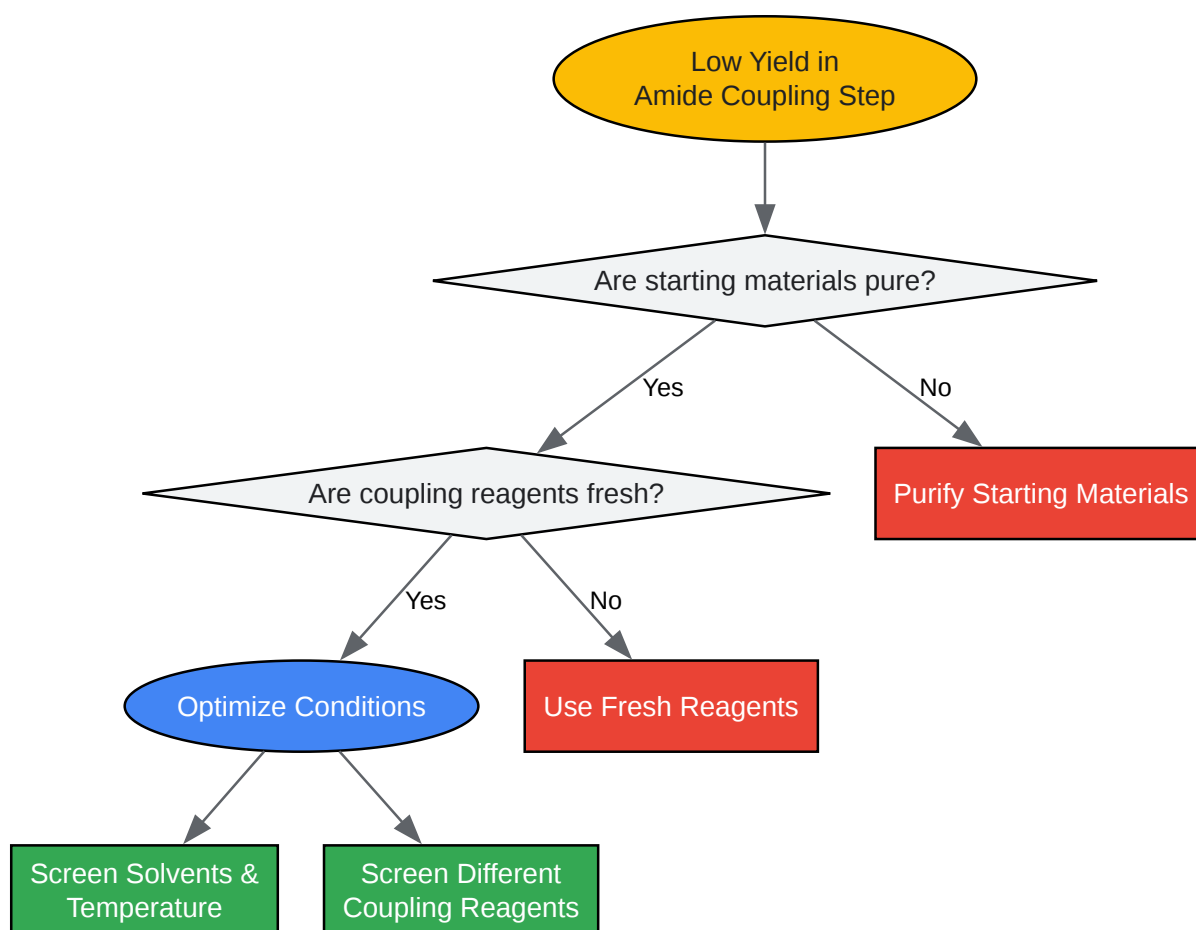 Low Yield in
Amide Coupling Step
Are starting materials pure?
Yes
No
Are coupling reagents fresh?
Purify Starting Materials
Yes
No
Optimize Conditions
Use Fresh Reagents
Screen Solvents &
Temperature
Screen Different
Coupling Reagents